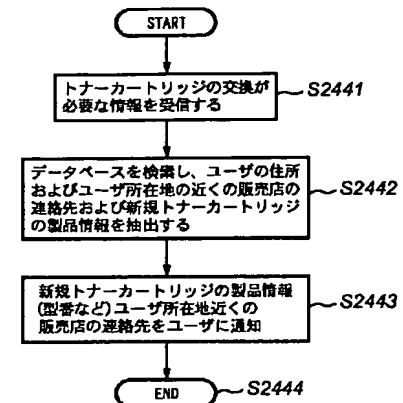 START
トナーカートリッジの交換が
必要な情報を受信する
S2441
データベースを検索し、ユーザの住所
およびユーザ所在地の近くの販売店の
連絡先および新規トナーカートリッジ
の製品情報を抽出する
S2442
新規トナーカートリッジの製品情報
(型番など)ユーザ所在地近くの
販売店の連絡先をユーザに通知
S2443
END
S2444